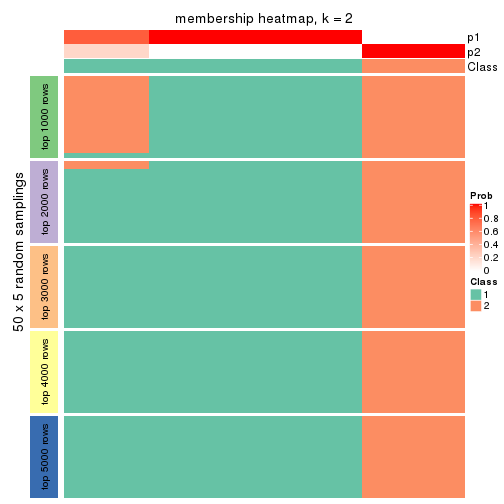 membership heatmap, k = 2
p1
p2
Class
50 x 5 random samplings
top 1000 rows
top 2000 rows
top 3000 rows
top 4000 rows
top 5000 rows
Prob
1
0.8
0.6
0.4
0.2
0
Class
1
2